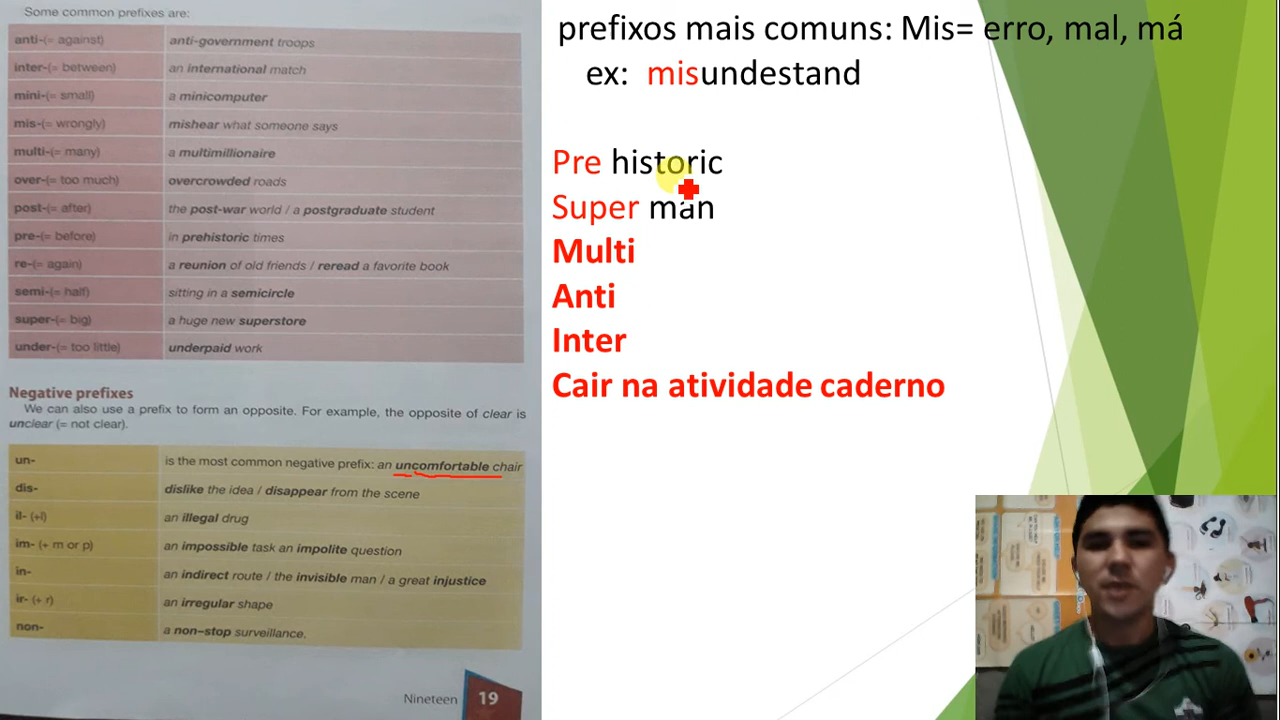 Some common prefixes are:
anti-(= against) anti-government troops
inter-(= between) an international match
mini-(= small) a minicomputer
mis-(= wrongly) mishear what someone says
multi-(= many) a multimillionaire
over-(= too much) overcrowded roads
post-(= after) the post-war world / a postgraduate student
pre-(= before) in prehistoric times
re-(= again) a reunion of old friends / reread a favorite book
semi-(= half) sitting in a semicircle
super-(= big) a huge new superstore
under-(= too little) underpaid work
Negative prefixes
We can also use a prefix to form an opposite. For example, the opposite of clear is
unclear (= not clear).
un- is the most common negative prefix: an uncomfortable chair
dis- dislike the idea / disappear from the scene
il- (+l) an illegal drug
im- (+ m or p) an impossible task an impolite question
in- an indirect route / the invisible man / a great injustice
ir- (+ r) an irregular shape
non- a non-stop surveillance.
Nineteen 19
prefixos mais comuns: Mis= erro, mal, má
ex: misundestand
Pre historic
Super man
Multi
Anti
Inter
Cair na atividade caderno